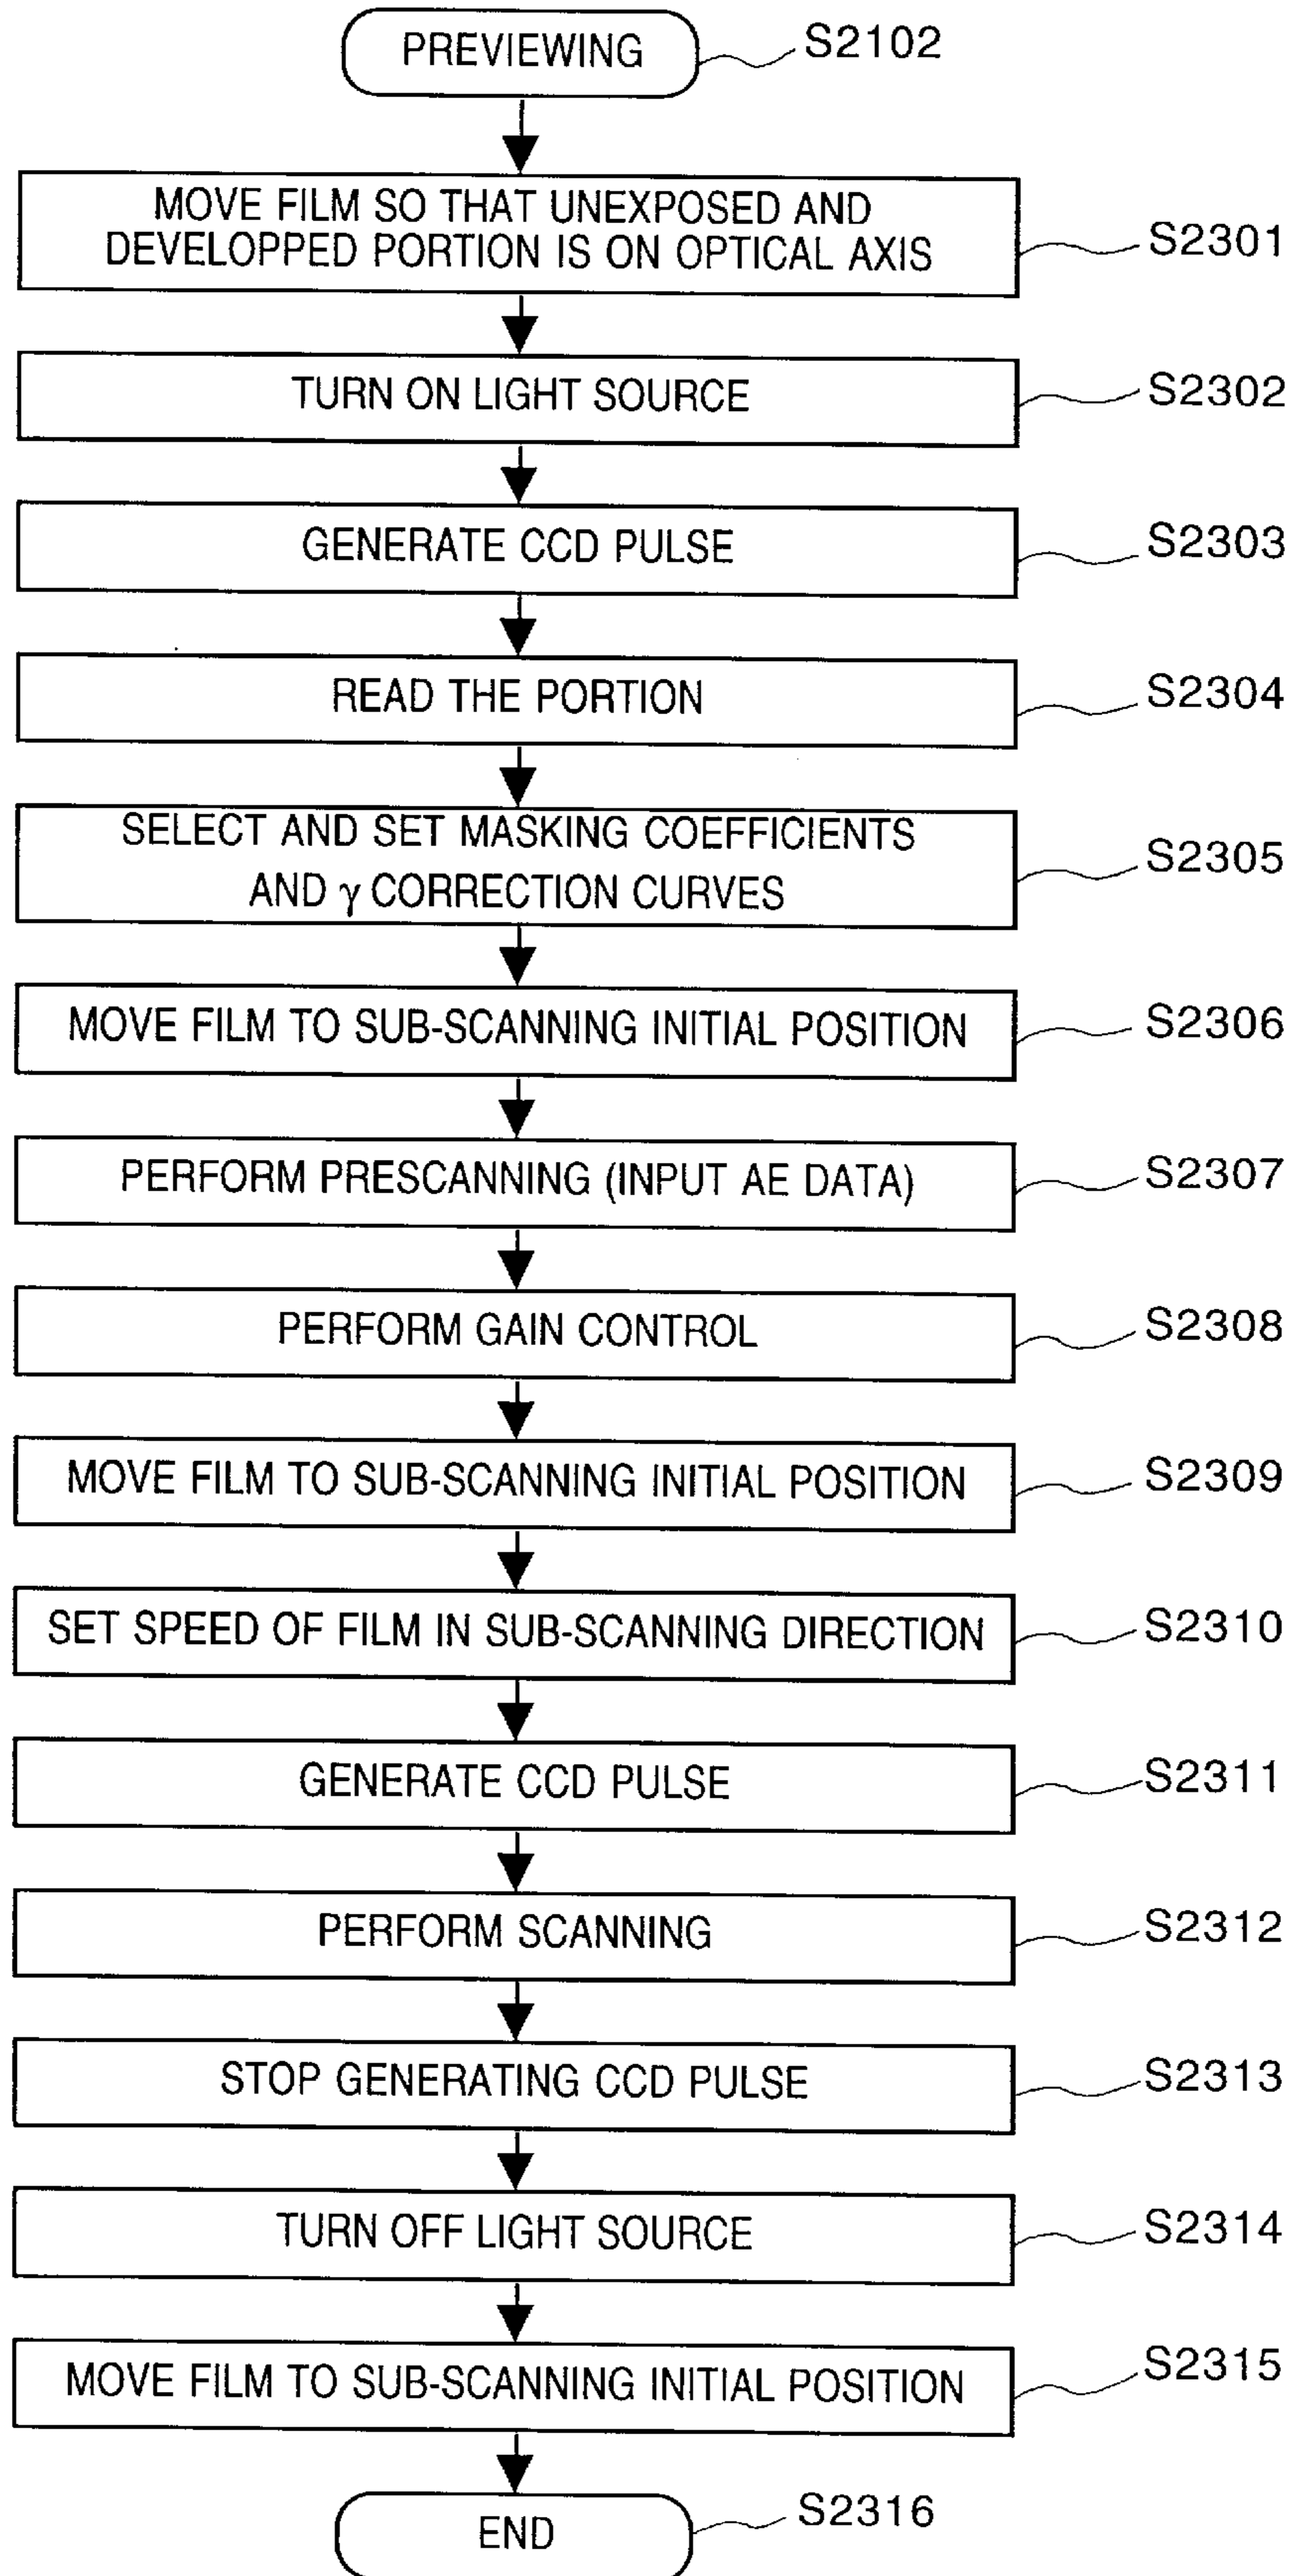 PREVIEWING
S2102
MOVE FILM SO THAT UNEXPOSED AND
DEVELOPPED PORTION IS ON OPTICAL AXIS
S2301
TURN ON LIGHT SOURCE
S2302
GENERATE CCD PULSE
S2303
READ THE PORTION
S2304
SELECT AND SET MASKING COEFFICIENTS
AND γ CORRECTION CURVES
S2305
MOVE FILM TO SUB-SCANNING INITIAL POSITION
S2306
PERFORM PRESCANNING (INPUT AE DATA)
S2307
PERFORM GAIN CONTROL
S2308
MOVE FILM TO SUB-SCANNING INITIAL POSITION
S2309
SET SPEED OF FILM IN SUB-SCANNING DIRECTION
S2310
GENERATE CCD PULSE
S2311
PERFORM SCANNING
S2312
STOP GENERATING CCD PULSE
S2313
TURN OFF LIGHT SOURCE
S2314
MOVE FILM TO SUB-SCANNING INITIAL POSITION
S2315
END
S2316